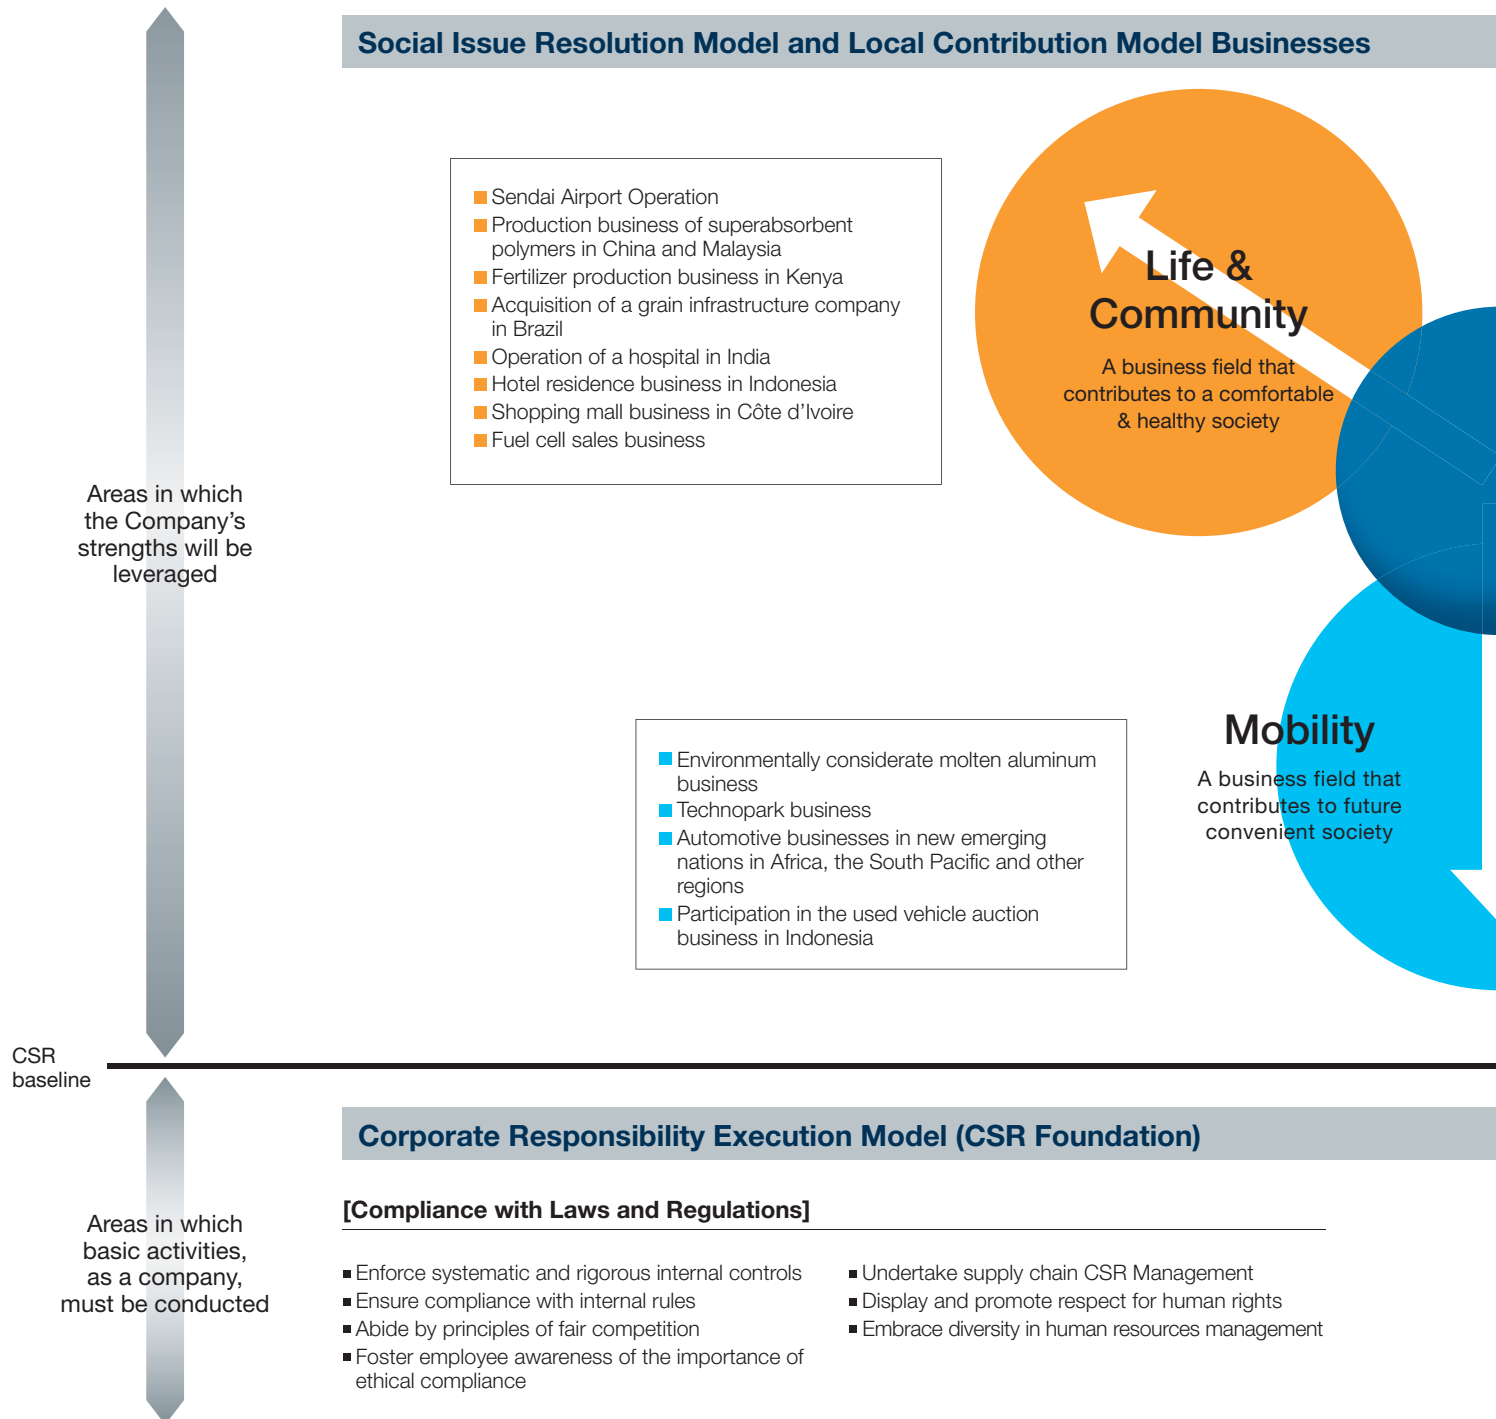 Social Issue Resolution Model and Local Contribution Model Businesses
Sendai Airport Operation
Production business of superabsorbent
polymers in China and Malaysia
Fertilizer production business in Kenya
Acquisition of a grain infrastructure company
in Brazil
Operation of a hospital in India
Hotel residence business in Indonesia
Shopping mall business in Côte d’Ivoire
Fuel cell sales business
Life &
Community
A business field that
contributes to a comfortable
& healthy society
Areas in which
the Company’s
strengths will be
leveraged
Environmentally considerate molten aluminum
business
Technopark business
Automotive businesses in new emerging
nations in Africa, the South Pacific and other
regions
Participation in the used vehicle auction
business in Indonesia
Mobility
A business field that
contributes to future
convenient society
CSR
baseline
Corporate Responsibility Execution Model (CSR Foundation)
Areas in which
basic activities,
as a company,
must be conducted
[Compliance with Laws and Regulations]
Enforce systematic and rigorous internal controls
Ensure compliance with internal rules
Abide by principles of fair competition
Foster employee awareness of the importance of
ethical compliance
Undertake supply chain CSR Management
Display and promote respect for human rights
Embrace diversity in human resources management